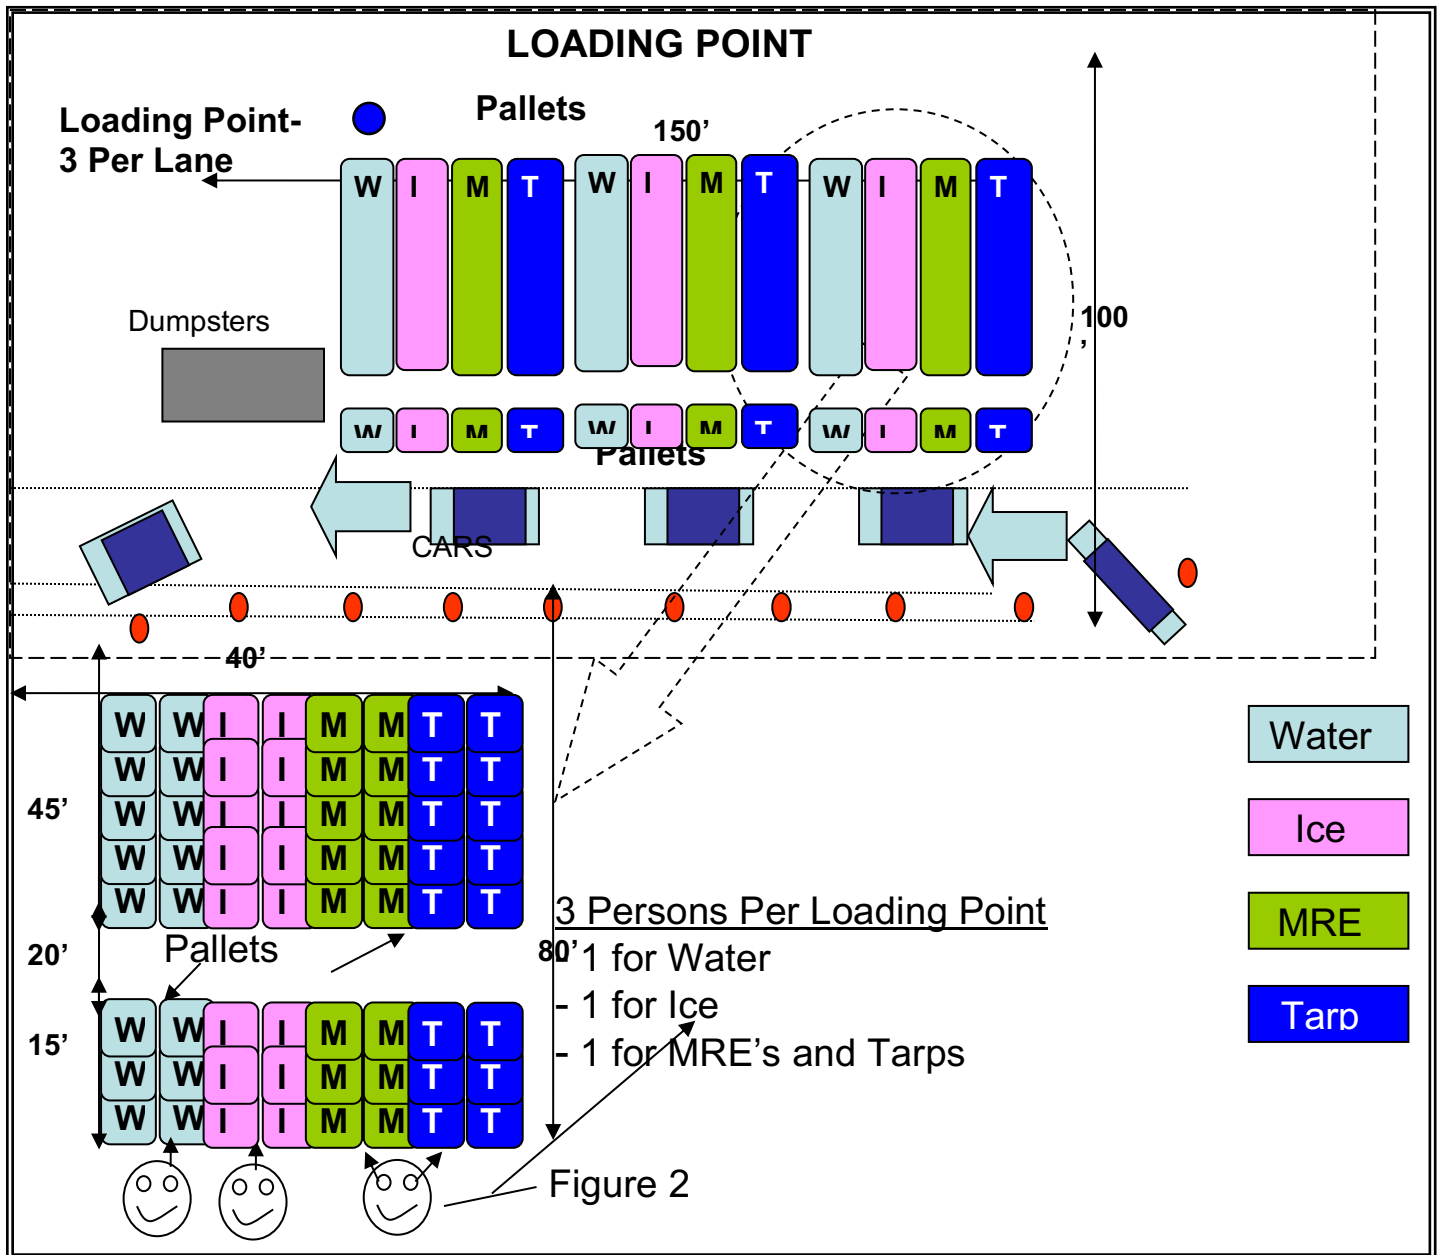 LOADING POINT
Loading Point-
3 Per Lane
Pallets
150’
W I M T W I M T W I M T
100
’
Dumpsters
W I M T W I M T W I M T
Pallets
CARS
40’
W W I I M M T T
W W I I M M T T
45’
W W I I M M T T
W W I I M M T T
W W I I M M T T
Water
Ice
MRE
Tarp
20’
Pallets
80’
3 Persons Per Loading Point
- 1 for Water
- 1 for Ice
- 1 for MRE’s and Tarps
15’
W W I I M M T T
W W I I M M T T
W W I I M M T T
Figure 2